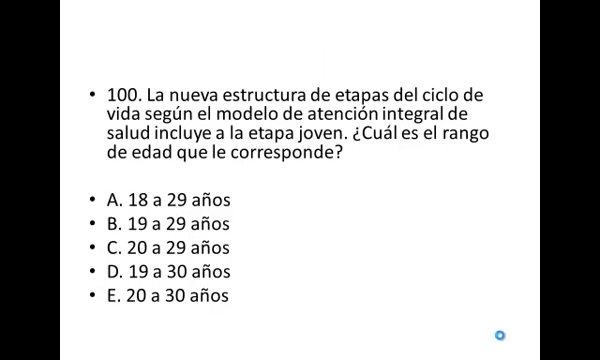 • 100. La nueva estructura de etapas del ciclo de
vida según el modelo de atención integral de
salud incluye a la etapa joven. ¿Cuál es el rango
de edad que le corresponde?
• A. 18 a 29 años
• B. 19 a 29 años
• C. 20 a 29 años
• D. 19 a 30 años
• E. 20 a 30 años